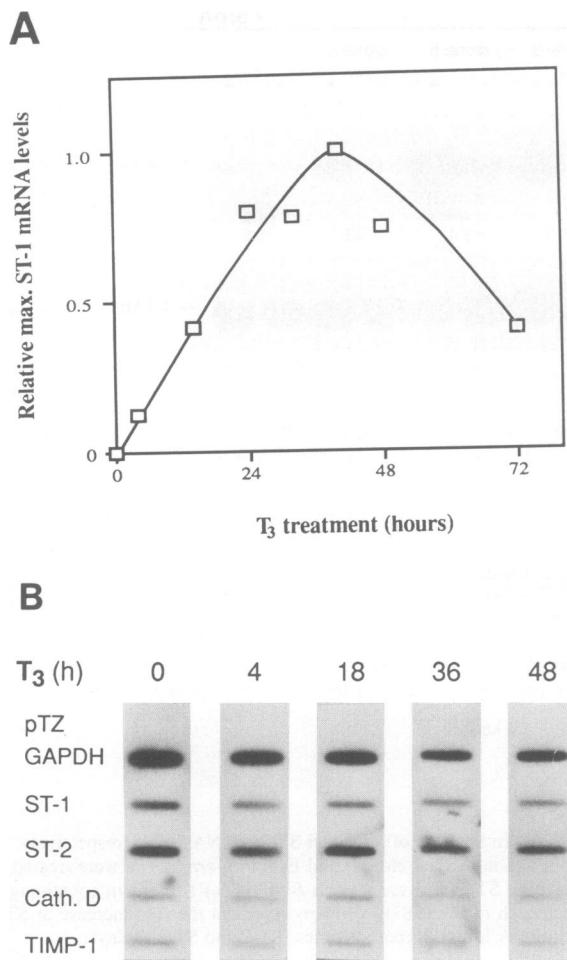 A
Relative max. ST-1 mRNA levels
1.0
0.5
0
0 24 48 72
T3 treatment (hours)
B
T3 (h) 0 4 18 36 48
pTZ
GAPDH
ST-1
ST-2
Cath. D
TIMP-1